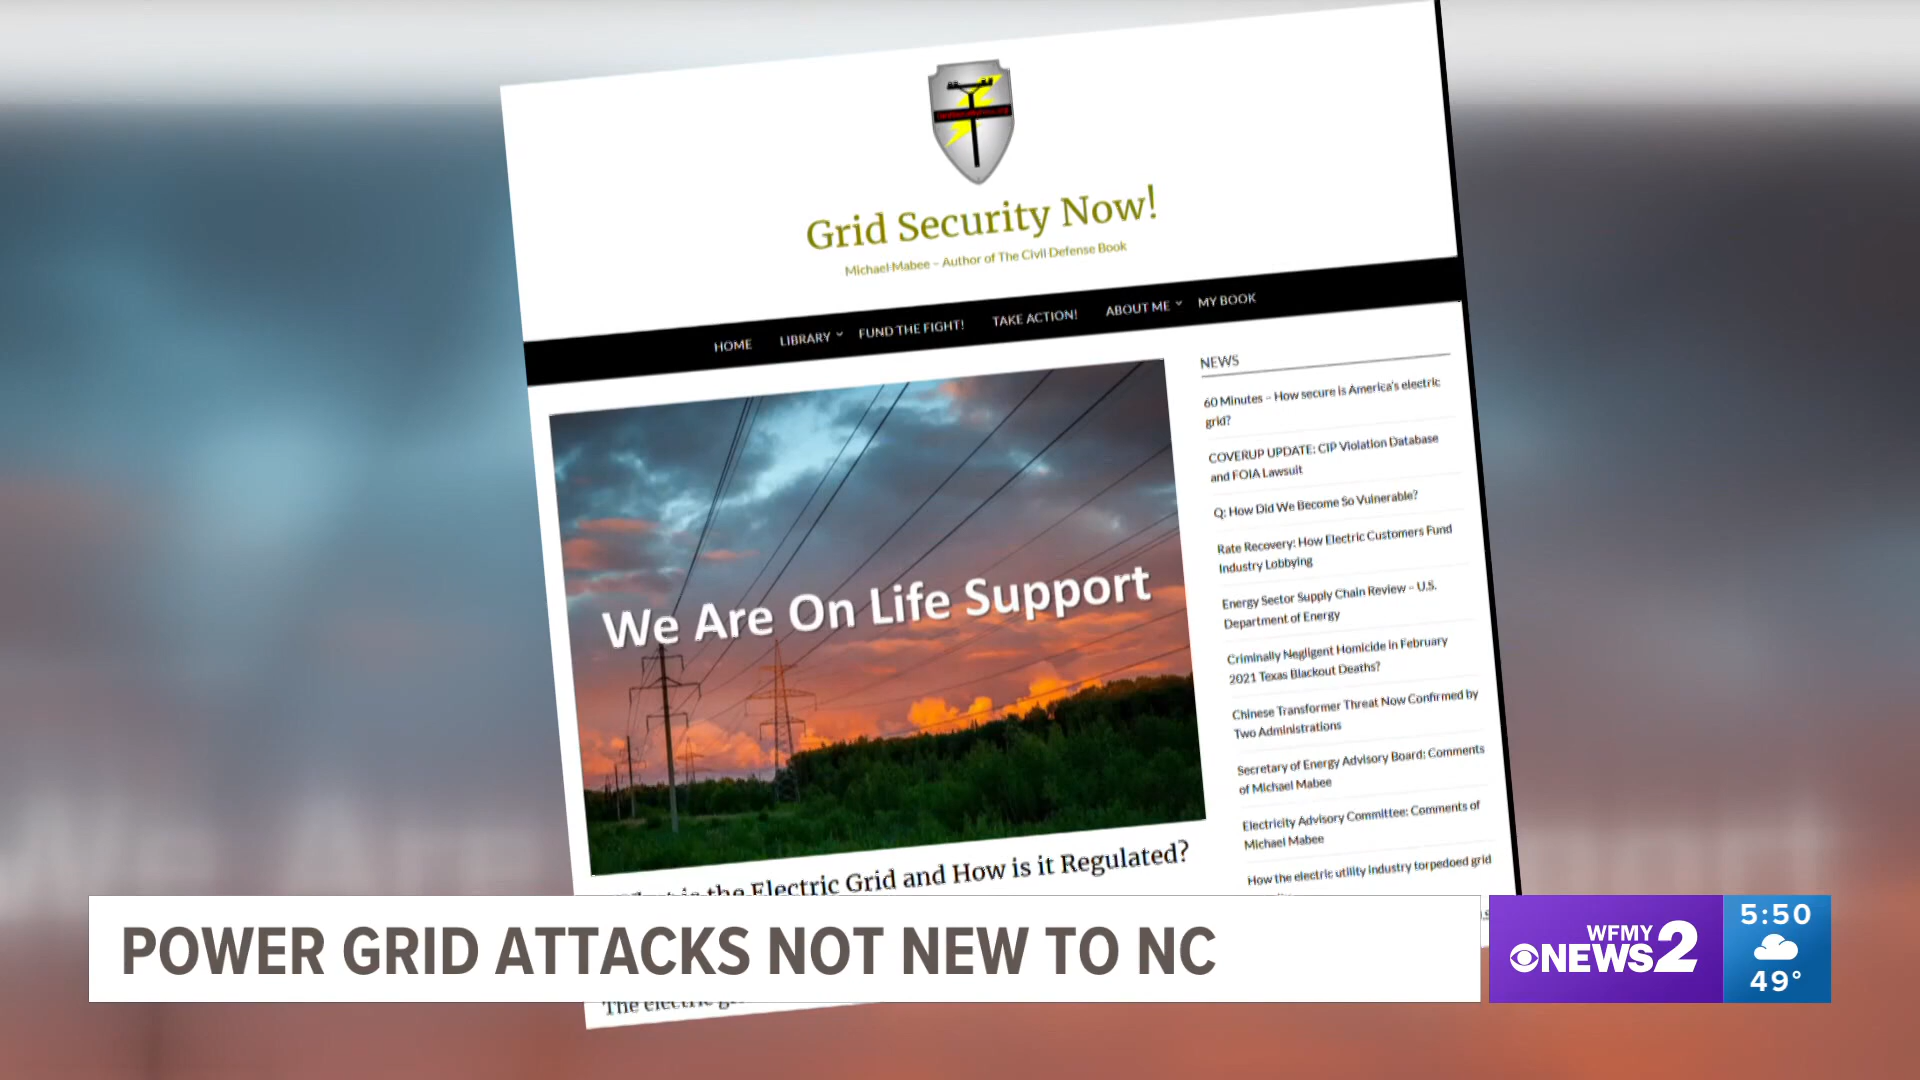 Grid Security Now!
Michael Mabee – Author of The Civil Defense Book
HOME LIBRARY FUND THE FIGHT! TAKE ACTION! ABOUT ME MY BOOK
We Are On Life Support
What is the Electric Grid and How is it Regulated?
The electric
NEWS
60 Minutes – How secure is America's electric
grid?
COVERUP UPDATE: CIP Violation Database
and FOIA Lawsuit
Q: How Did We Become So Vulnerable?
Rate Recovery: How Electric Customers Fund
Industry Lobbying
Energy Sector Supply Chain Review – U.S.
Department of Energy
Criminally Negligent Homicide in February
2021 Texas Blackout Deaths?
Chinese Transformer Threat Now Confirmed by
Two Administrations
Secretary of Energy Advisory Board: Comments
of Michael Mabee
Electricity Advisory Committee: Comments of
Michael Mabee
How the electric utility industry torpedoed grid
POWER GRID ATTACKS NOT NEW TO NC
WFMY
NEWS 2
5:50
49°